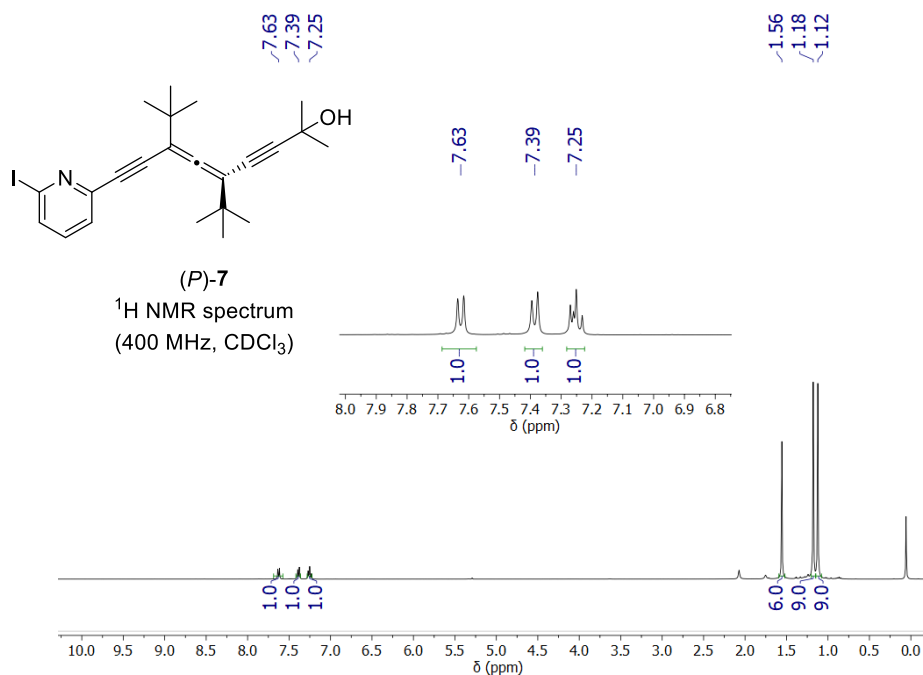 7.63
7.39
7.25
1.56
1.18
1.12
OH
I
N
(P)-7
¹H NMR spectrum
(400 MHz, CDCl₃)
7.63
7.39
7.25
1.0
1.0
1.0
8.0 7.9 7.8 7.7 7.6 7.5 7.4 7.3 7.2 7.1 7.0 6.9 6.8
δ (ppm)
1.0
1.0
1.0
6.0
9.0
9.0
10.0 9.5 9.0 8.5 8.0 7.5 7.0 6.5 6.0 5.5 5.0 4.5 4.0 3.5 3.0 2.5 2.0 1.5 1.0 0.5 0.0
δ (ppm)